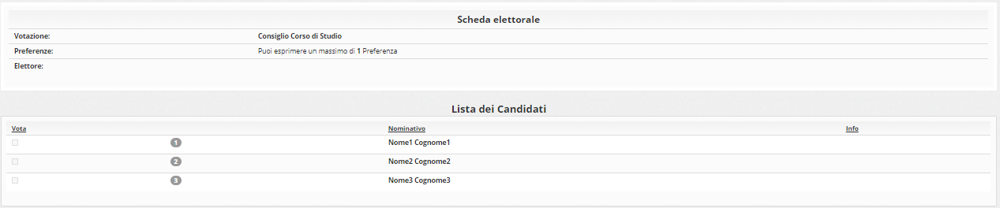 Scheda elettorale
Votazione: Consiglio Corso di Studio
Preferenze: Puoi esprimere un massimo di 1 Preferenza
Elettore:
Lista dei Candidati
Vota Nominativo Info
1 Nome1 Cognome1
2 Nome2 Cognome2
3 Nome3 Cognome3